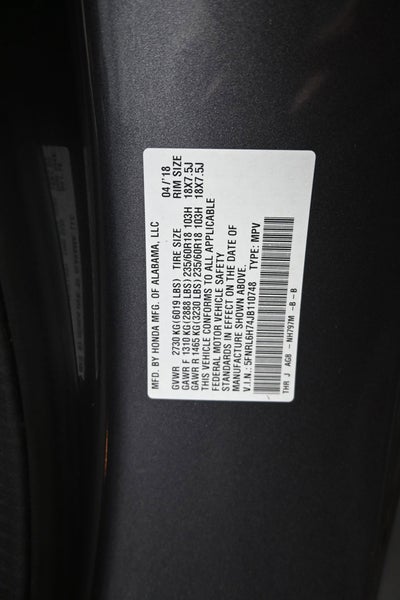 MFD. BY HONDA MFG. OF ALABAMA, LLC 04/'18
GVWR 2730 KG(6019 LBS) TIRE SIZE RIM SIZE
GAWR F 1310 KG(2888 LBS) 235/60R18 103H 18X7.5J
GAWR R 1465 KG(3230 LBS) 235/60R18 103H 18X7.5J
THIS VEHICLE CONFORMS TO ALL APPLICABLE
FEDERAL MOTOR VEHICLE SAFETY
STANDARDS IN EFFECT ON THE DATE OF
MANUFACTURE SHOWN ABOVE.
V.I.N.: 5FNRL6H74JB110748 TYPE: MPV
THR J AGB - NH797M -B -B